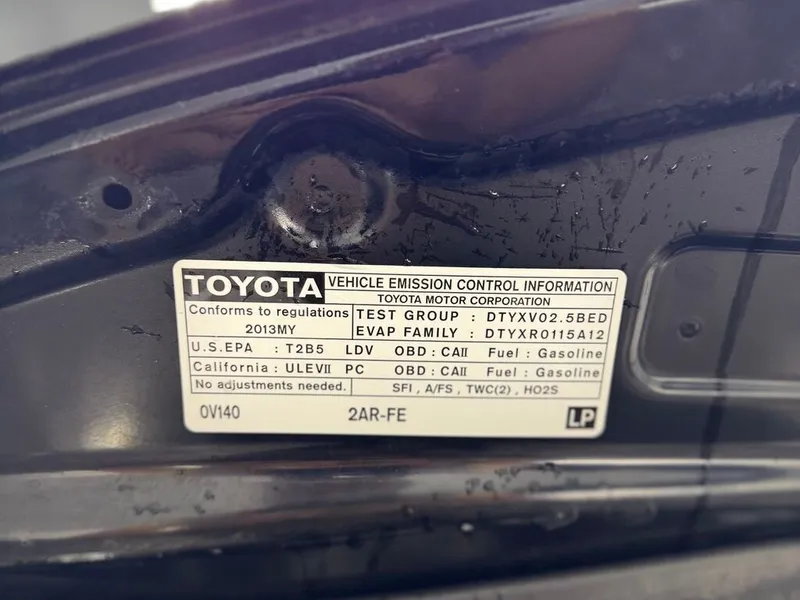 TOYOTA VEHICLE EMISSION CONTROL INFORMATION
TOYOTA MOTOR CORPORATION
Conforms to regulations TEST GROUP : DTYXV02.5BED
2013MY EVAP FAMILY : DTYXR0115A12
U.S.EPA : T2B5 LDV OBD : CAII Fuel : Gasoline
California : ULEVII PC OBD : CAII Fuel : Gasoline
No adjustments needed. SFI , A/FS , TWC(2) , HO2S
0V140 2AR-FE LP